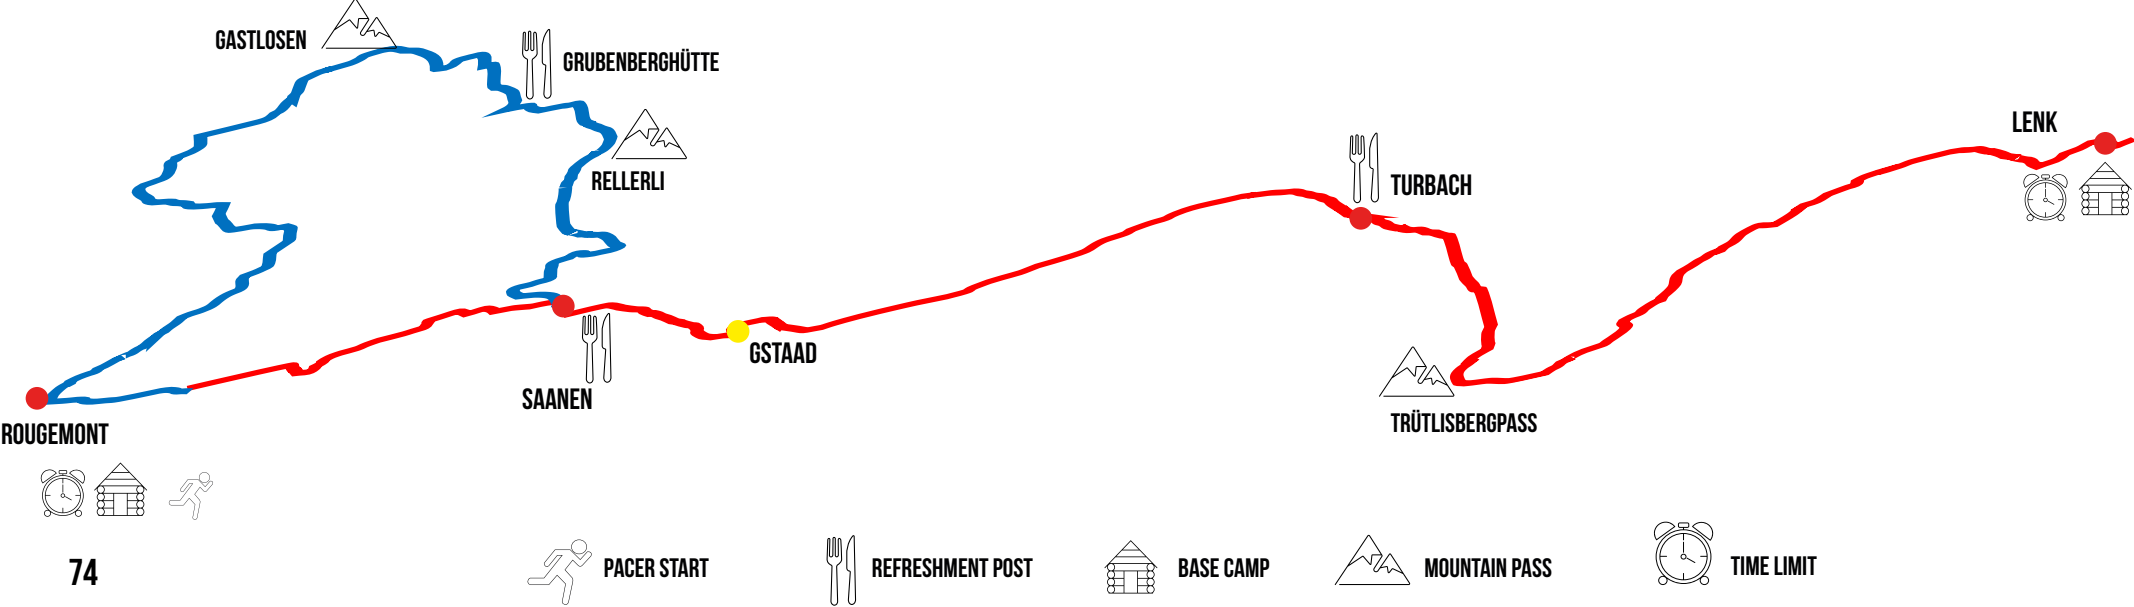 GASTLOSEN
GRUBENBERGHÜTTE
RELLERLI
TURBACH
LENK
GSTAAD
SAANEN
TRÜTLISBERGPASS
ROUGEMONT
74
PACER START
REFRESHMENT POST
BASE CAMP
MOUNTAIN PASS
TIME LIMIT